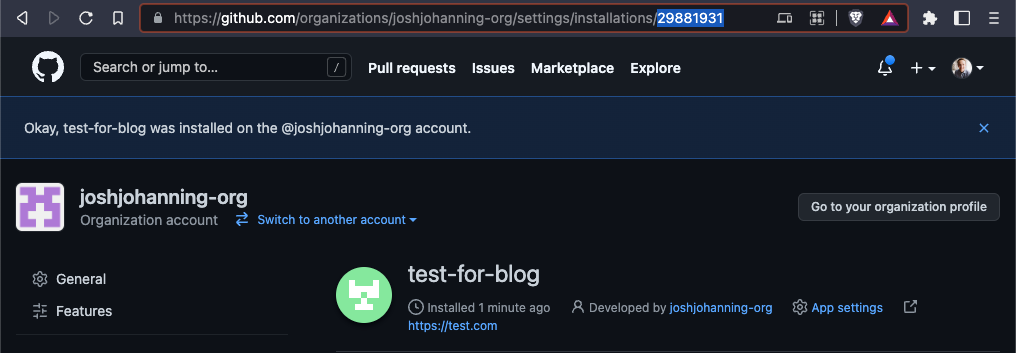 https://github.com/organizations/joshjohanning-org/settings/installations/29881931
Search or jump to... /
Pull requests Issues Marketplace Explore
Okay, test-for-blog was installed on the @joshjohanning-org account.
joshjohanning-org
Organization account Switch to another account
Go to your organization profile
General
Features
test-for-blog
Installed 1 minute ago Developed by joshjohanning-org App settings
https://test.com